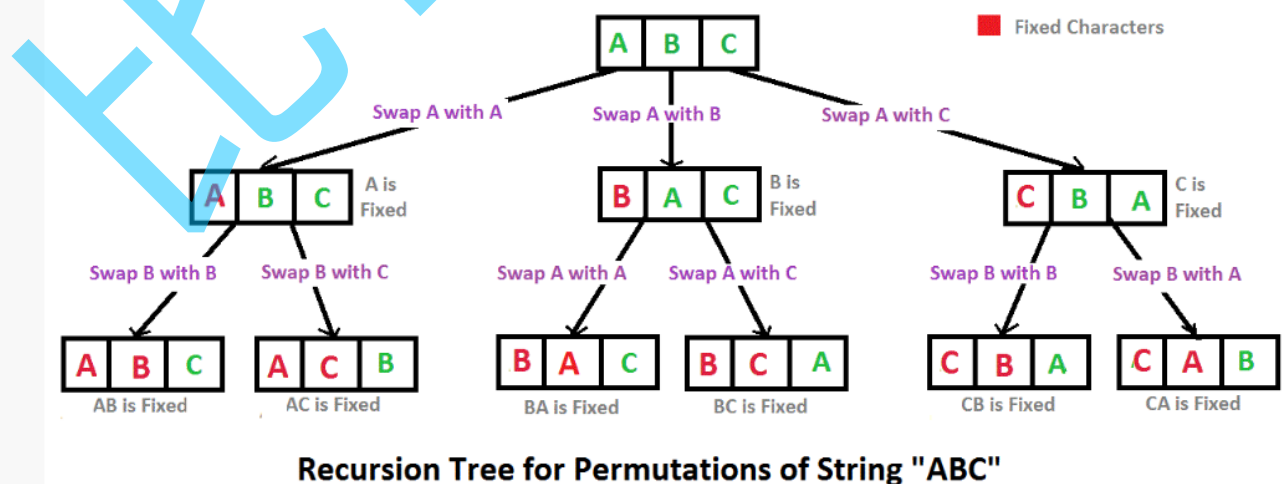 A B C
Fixed Characters
Swap A with A
Swap A with B
Swap A with C
A B C
A is
Fixed
B A C
B is
Fixed
C B A
C is
Fixed
Swap B with B
Swap B with C
Swap A with A
Swap A with C
Swap B with B
Swap B with A
A B C
A C B
B A C
B C A
C B A
C A B
AB is Fixed
AC is Fixed
BA is Fixed
BC is Fixed
CB is Fixed
CA is Fixed
Recursion Tree for Permutations of String "ABC"